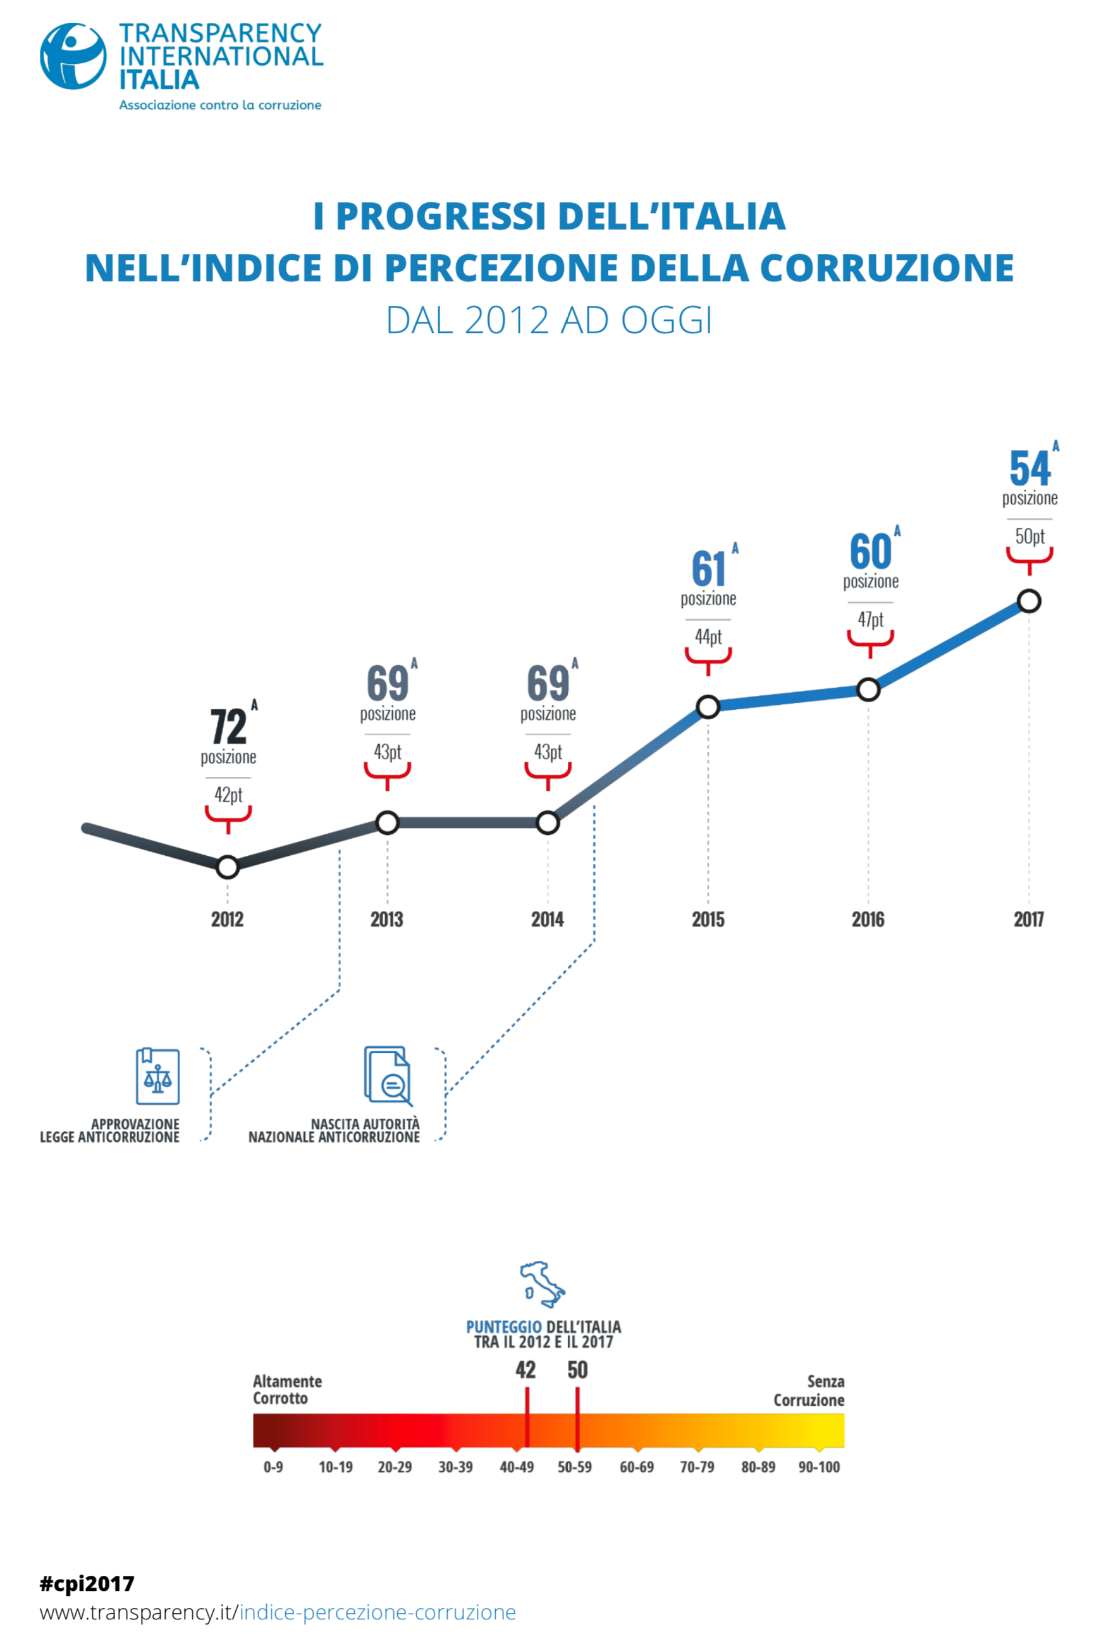 TRANSPARENCY
INTERNATIONAL
ITALIA
Associazione contro la corruzione
I PROGRESSI DELL'ITALIA
NELL'INDICE DI PERCEZIONE DELLA CORRUZIONE
DAL 2012 AD OGGI
72 A
posizione
42pt
69 A
posizione
43pt
69 A
posizione
43pt
61 A
posizione
44pt
60 A
posizione
47pt
54 A
posizione
50pt
2012 2013 2014 2015 2016 2017
APPROVAZIONE
LEGGE ANTICORRUZIONE
NASCITA AUTORITÀ
NAZIONALE ANTICORRUZIONE
PUNTEGGIO DELL'ITALIA
TRA IL 2012 E IL 2017
42 50
Altamente
Corrotto
Senza
Corruzione
0-9 10-19 20-29 30-39 40-49 50-59 60-69 70-79 80-89 90-100
#cpi2017
www.transparency.it/indice-percezione-corruzione